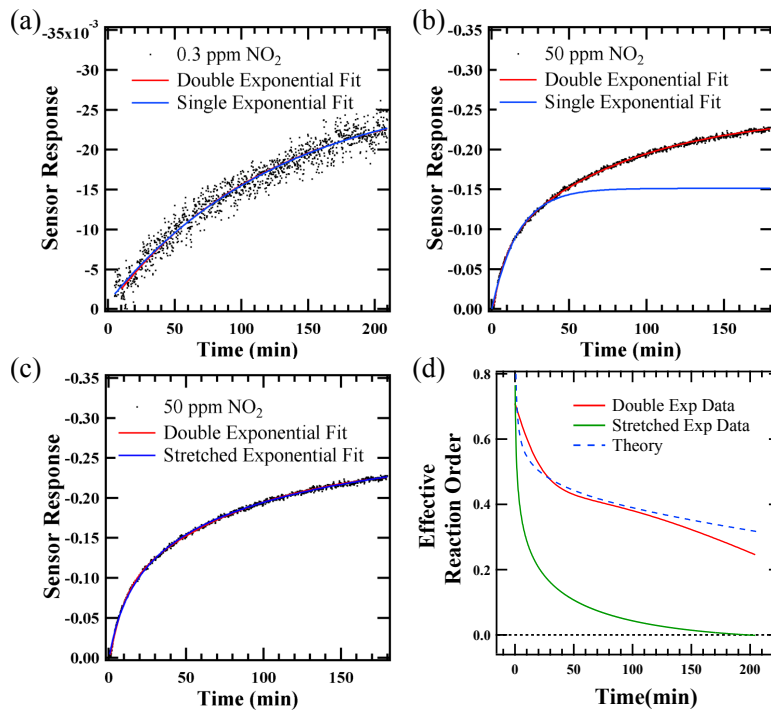 (a)
-35x10⁻³
-30
-25
-20
-15
-10
-5
0
Sensor Response
0.3 ppm NO₂
Double Exponential Fit
Single Exponential Fit
0
50
100
150
200
Time (min)
(b)
-0.35
-0.30
-0.25
-0.20
-0.15
-0.10
-0.05
0.00
Sensor Response
50 ppm NO₂
Double Exponential Fit
Single Exponential Fit
0
50
100
150
Time (min)
(c)
-0.35
-0.30
-0.25
-0.20
-0.15
-0.10
-0.05
0.00
Sensor Response
50 ppm NO₂
Double Exponential Fit
Stretched Exponential Fit
0
50
100
150
Time (min)
(d)
0.8
0.6
0.4
0.2
0.0
Effective
Reaction Order
Double Exp Data
Stretched Exp Data
Theory
0
50
100
150
200
Time(min)